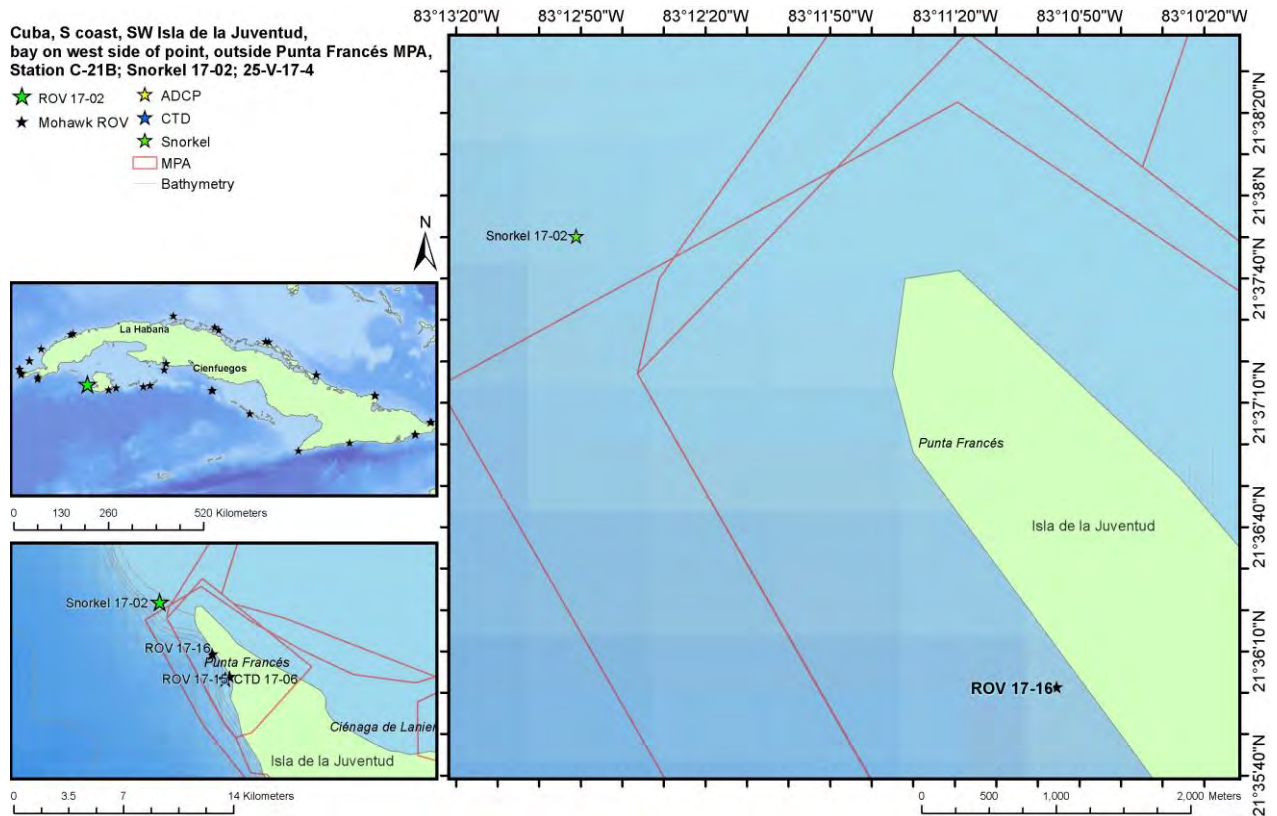 Cuba, S coast, SW Isla de la Juventud,
bay on west side of point, outside Punta Francés MPA,
Station C-21B; Snorkel 17-02; 25-V-17-4
ROV 17-02
Mohawk ROV
ADCP
CTD
Snorkel
MPA
Bathymetry
N
La Habana
Cienfuegos
0 130 260 520 Kilometers
Snorkel 17-02
ROV 17-16
Punta Francés
ROV 17-15 CTD 17-06
Ciénaga de Lanier
Isla de la Juventud
0 3.5 7 14 Kilometers
83°13'20"W 83°12'50"W 83°12'20"W 83°11'50"W 83°11'20"W 83°10'50"W 83°10'20"W
Snorkel 17-02
Punta Francés
Isla de la Juventud
ROV 17-16
21°38'20"N
21°38'N
21°37'40"N
21°37'10"N
21°36'40"N
21°36'10"N
21°35'40"N
0 500 1,000 2,000 Meters